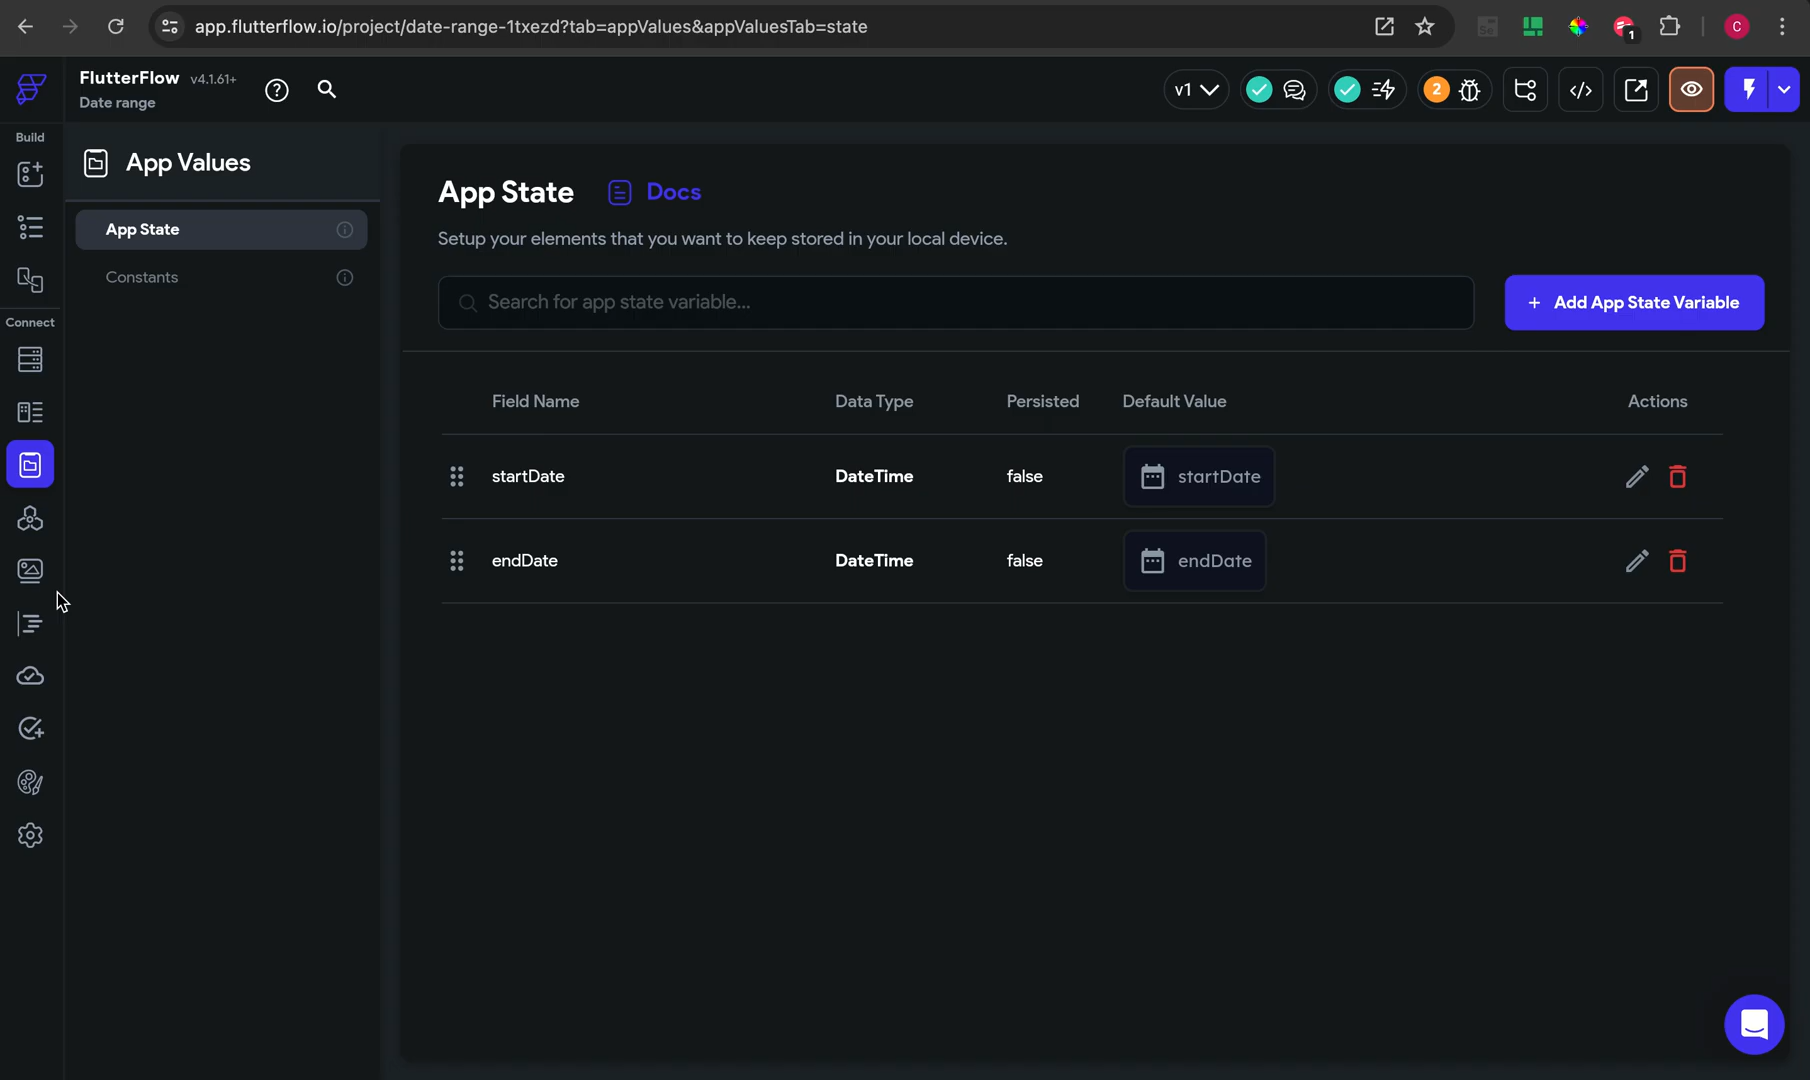 app.flutterflow.io/project/date-range-1txezd?tab=appValues&appValuesTab=state
1
C
FlutterFlow v4.1.61+
Date range
v1
2
Build
Connect
App Values
App State
Constants
App State
Docs
Setup your elements that you want to keep stored in your local device.
Search for app state variable...
+ Add App State Variable
Field Name Data Type Persisted Default Value Actions
startDate DateTime false startDate
endDate DateTime false endDate